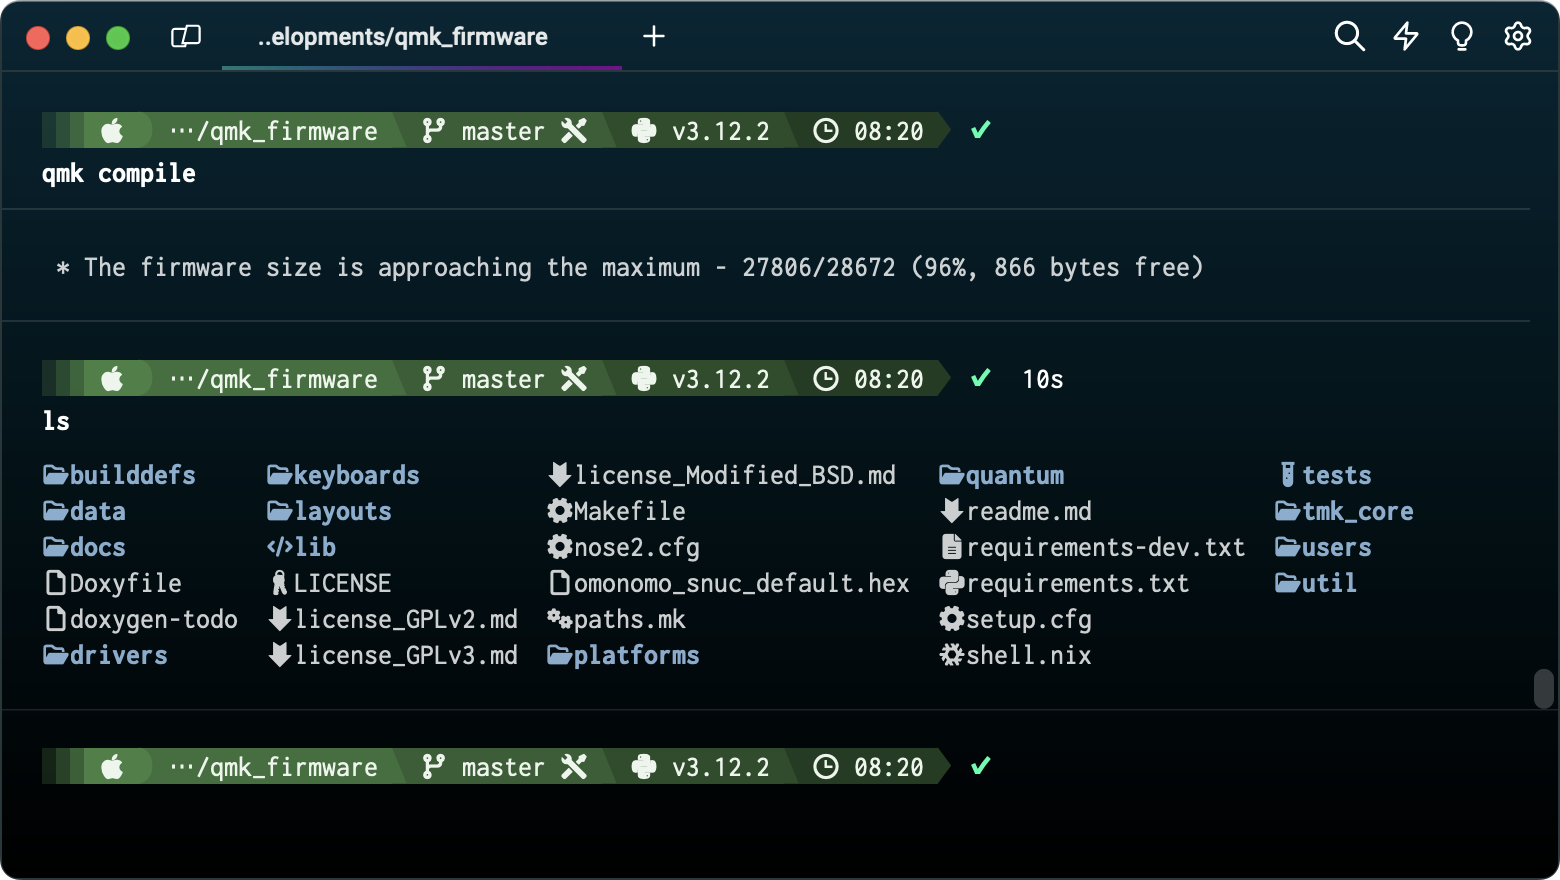 ..elopments/qmk_firmware
…/qmk_firmware master v3.12.2 08:20 ✔
qmk compile
* The firmware size is approaching the maximum - 27806/28672 (96%, 866 bytes free)
…/qmk_firmware master v3.12.2 08:20 ✔ 10s
ls
builddefs keyboards license_Modified_BSD.md quantum tests
data layouts Makefile readme.md tmk_core
docs lib nose2.cfg requirements-dev.txt users
Doxyfile LICENSE omonomo_snuc_default.hex requirements.txt util
doxygen-todo license_GPLv2.md paths.mk setup.cfg
drivers license_GPLv3.md platforms shell.nix
…/qmk_firmware master v3.12.2 08:20 ✔